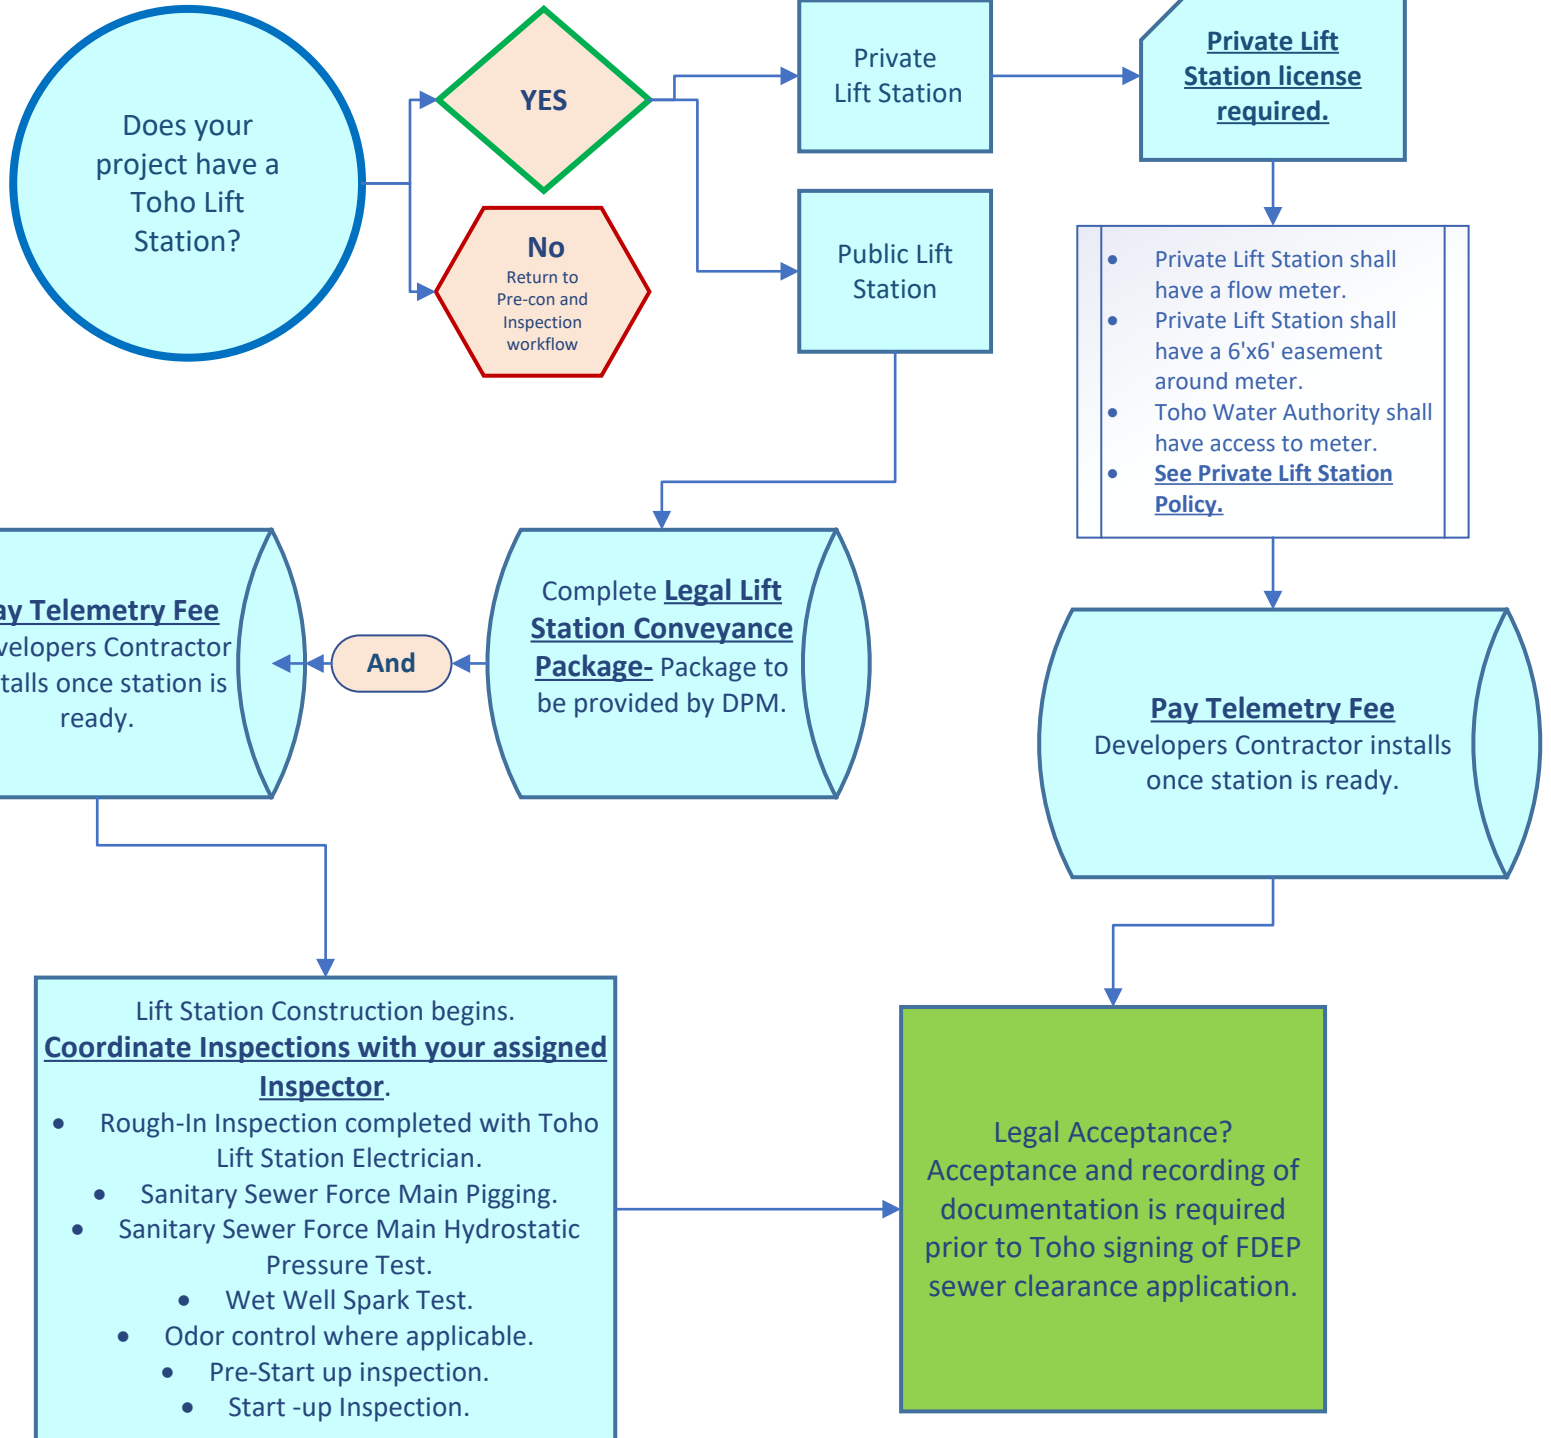 Does your
project have a
Toho Lift
Station?
YES
No
Return to
Pre-con and
Inspection
workflow
Private
Lift Station
Public Lift
Station
Private Lift
Station license
required.
• Private Lift Station shall
have a flow meter.
• Private Lift Station shall
have a 6'x6' easement
around meter.
• Toho Water Authority shall
have access to meter.
• See Private Lift Station
Policy.
Complete Legal Lift
Station Conveyance
Package- Package to
be provided by DPM.
And
Telemetry Fee
Contractor
once station is
ready.
Pay Telemetry Fee
Developers Contractor installs
once station is ready.
Lift Station Construction begins.
Coordinate Inspections with your assigned
Inspector.
• Rough-In Inspection completed with Toho
Lift Station Electrician.
• Sanitary Sewer Force Main Pigging.
• Sanitary Sewer Force Main Hydrostatic
Pressure Test.
• Wet Well Spark Test.
• Odor control where applicable.
• Pre-Start up inspection.
• Start -up Inspection.
Legal Acceptance?
Acceptance and recording of
documentation is required
prior to Toho signing of FDEP
sewer clearance application.